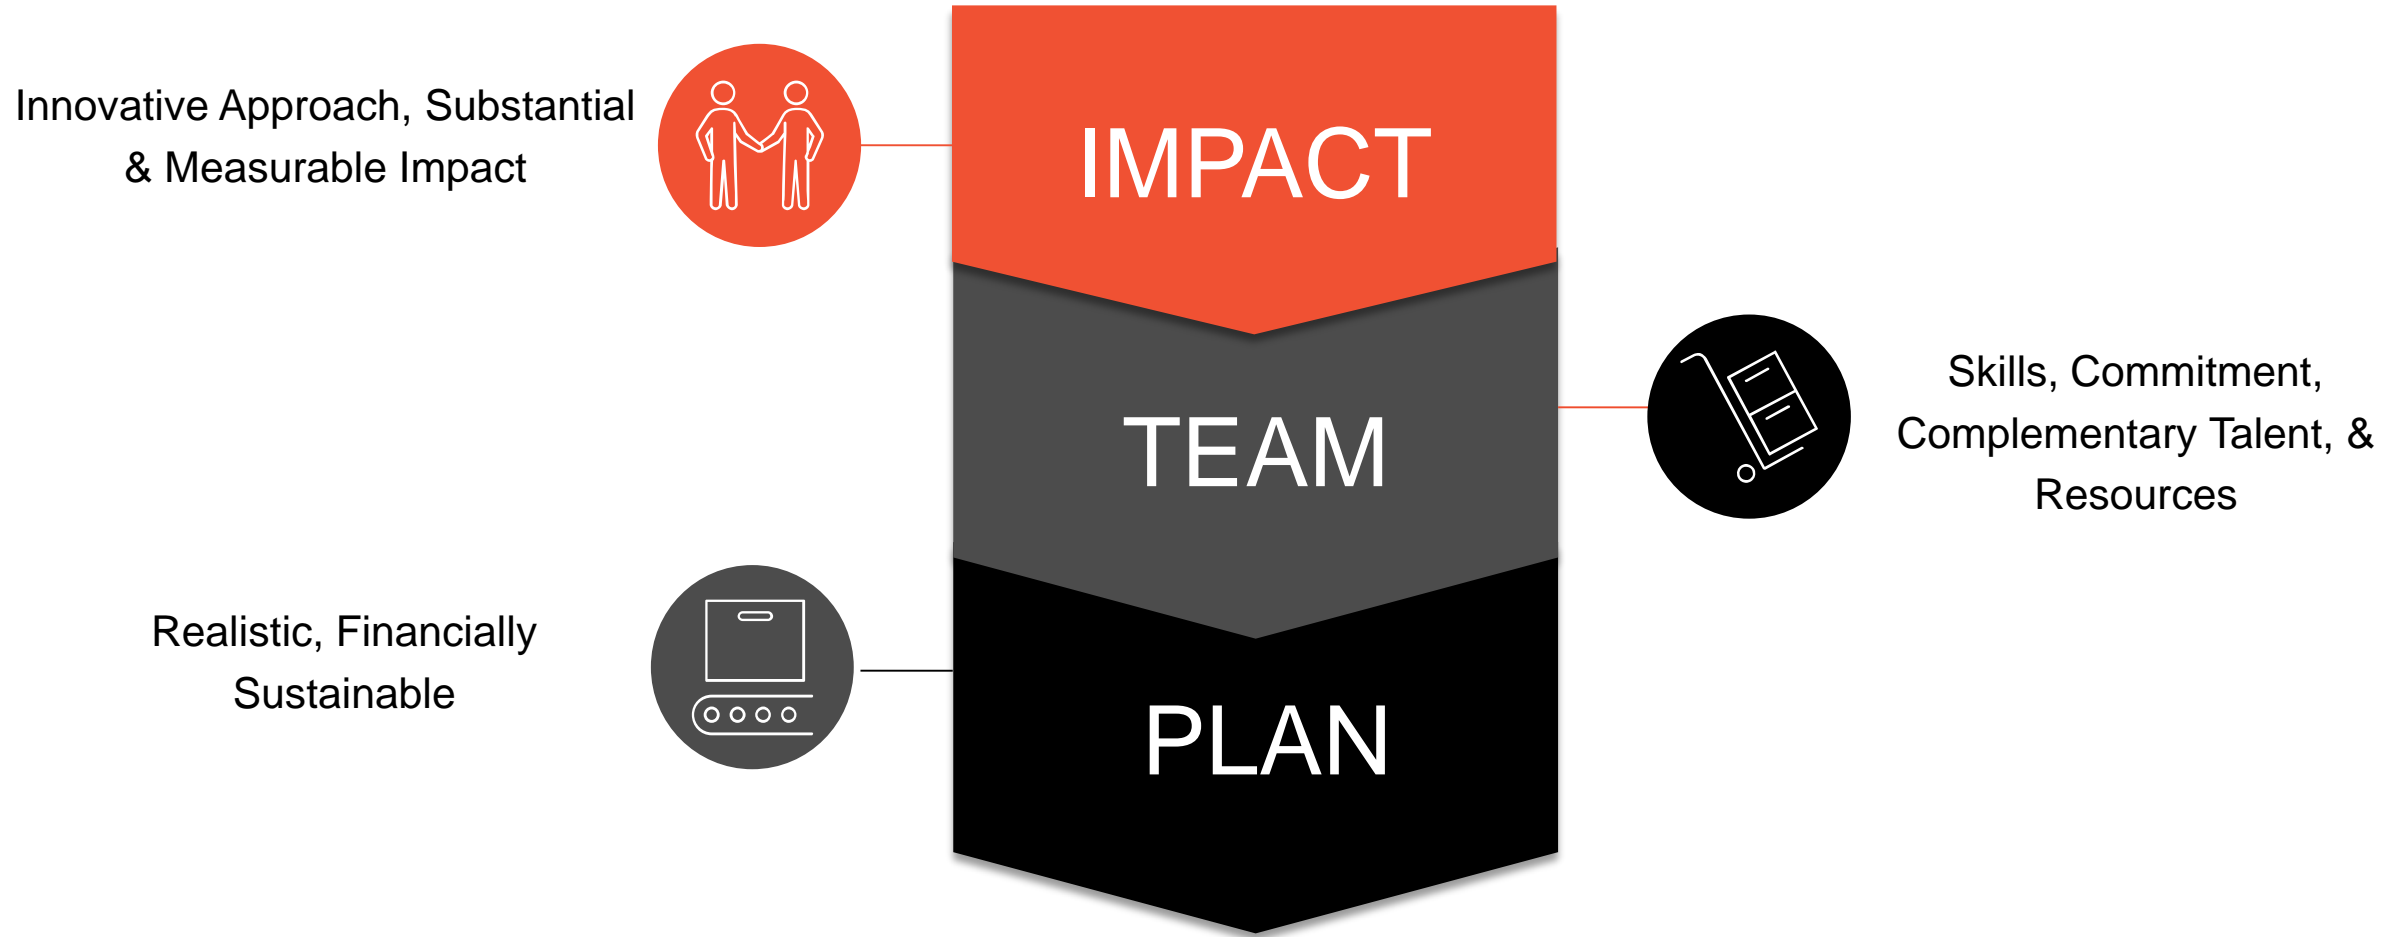 Innovative Approach, Substantial
& Measurable Impact
IMPACT
TEAM
Skills, Commitment,
Complementary Talent, &
Resources
Realistic, Financially
Sustainable
PLAN